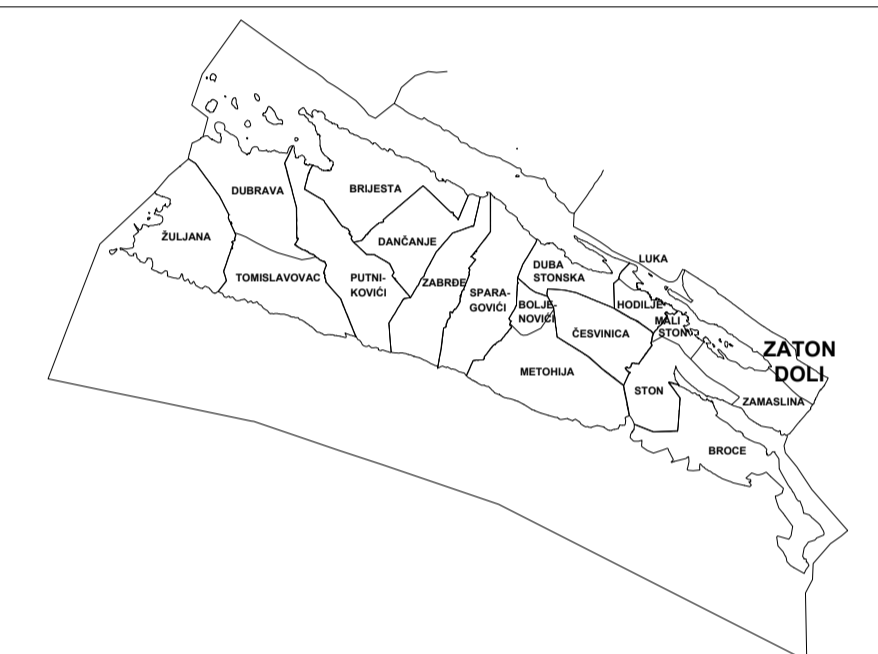 DUBRAVA
BRIJESTA
ŽULJANA
DANČANJE
TOMISLAVOVAC
PUTNI-
KOVIĆI
ZABRĐE
SPARA-
GOVIĆI
DUBA
STONSKA
LUKA
BOLJE-
NOVIĆI
HODILJE
MALI
STON
ČESVINICA
METOHIJA
STON
ZATON
DOLI
ZAMASLINA
BROCE